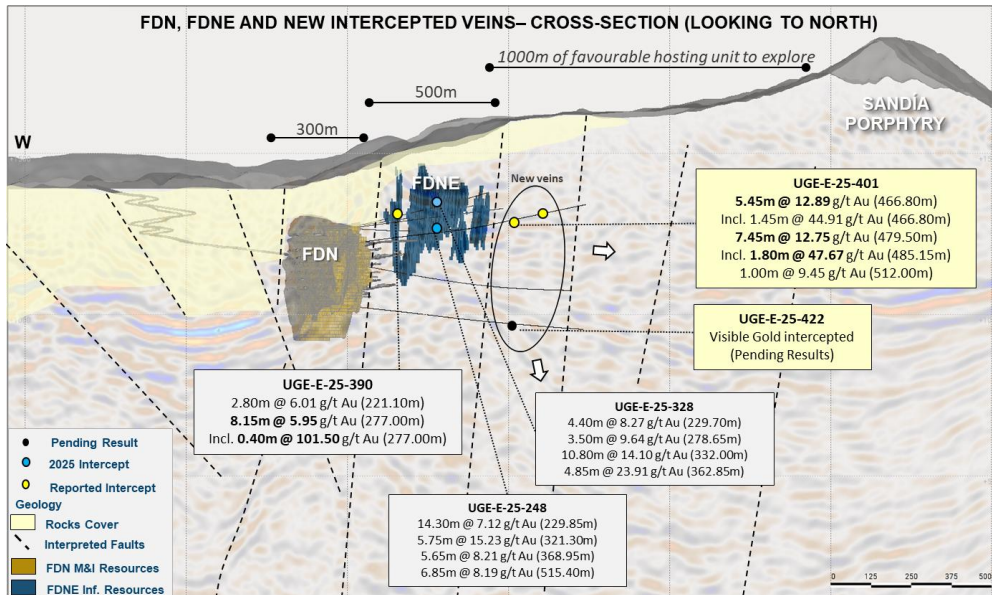 FDN, FDNE AND NEW INTERCEPTED VEINS– CROSS-SECTION (LOOKING TO NORTH)
1000m of favourable hosting unit to explore
500m
300m
SANDÍA
PORPHYRY
W
New veins
FDNE
FDN
UGE-E-25-401
5.45m @ 12.89 g/t Au (466.80m)
Incl. 1.45m @ 44.91 g/t Au (466.80m)
7.45m @ 12.75 g/t Au (479.50m)
Incl. 1.80m @ 47.67 g/t Au (485.15m)
1.00m @ 9.45 g/t Au (512.00m)
UGE-E-25-422
Visible Gold intercepted
(Pending Results)
UGE-E-25-390
2.80m @ 6.01 g/t Au (221.10m)
8.15m @ 5.95 g/t Au (277.00m)
Incl. 0.40m @ 101.50 g/t Au (277.00m)
UGE-E-25-328
4.40m @ 8.27 g/t Au (229.70m)
3.50m @ 9.64 g/t Au (278.65m)
10.80m @ 14.10 g/t Au (332.00m)
4.85m @ 23.91 g/t Au (362.85m)
UGE-E-25-248
14.30m @ 7.12 g/t Au (229.85m)
5.75m @ 15.23 g/t Au (321.30m)
5.65m @ 8.21 g/t Au (368.95m)
6.85m @ 8.19 g/t Au (515.40m)
Pending Result
2025 Intercept
Reported Intercept
Geology
Rocks Cover
Interpreted Faults
FDN M&I Resources
FDNE Inf. Resources
0 125 250 375 500